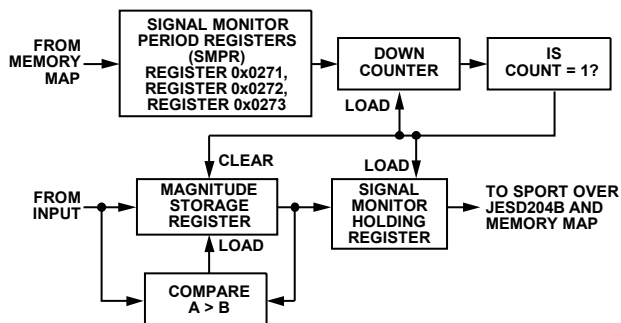 FROM
MEMORY
MAP
SIGNAL MONITOR
PERIOD REGISTERS
(SMPR)
REGISTER 0x0271,
REGISTER 0x0272,
REGISTER 0x0273
DOWN
COUNTER
IS
COUNT = 1?
LOAD
CLEAR
LOAD
FROM
INPUT
MAGNITUDE
STORAGE
REGISTER
SIGNAL
MONITOR
HOLDING
REGISTER
TO SPORT OVER
JESD204B AND
MEMORY MAP
LOAD
COMPARE
A > B